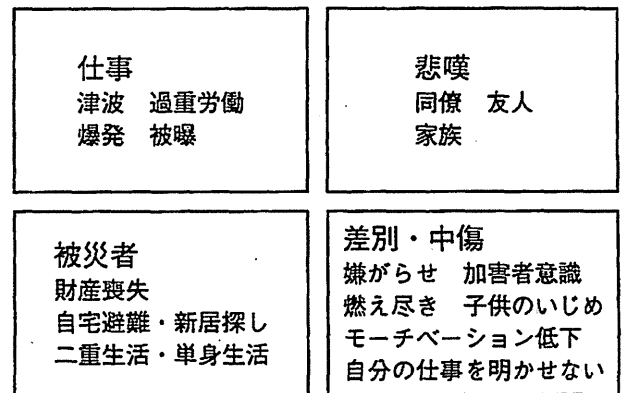 仕事
津波　過重労働
爆発　被曝
悲嘆
同僚　友人
家族
被災者
財産喪失
自宅避難・新居探し
二重生活・単身生活
差別・中傷
嫌がらせ　加害者意識
燃え尽き　子供のいじめ
モーチベーション低下
自分の仕事を明かせない